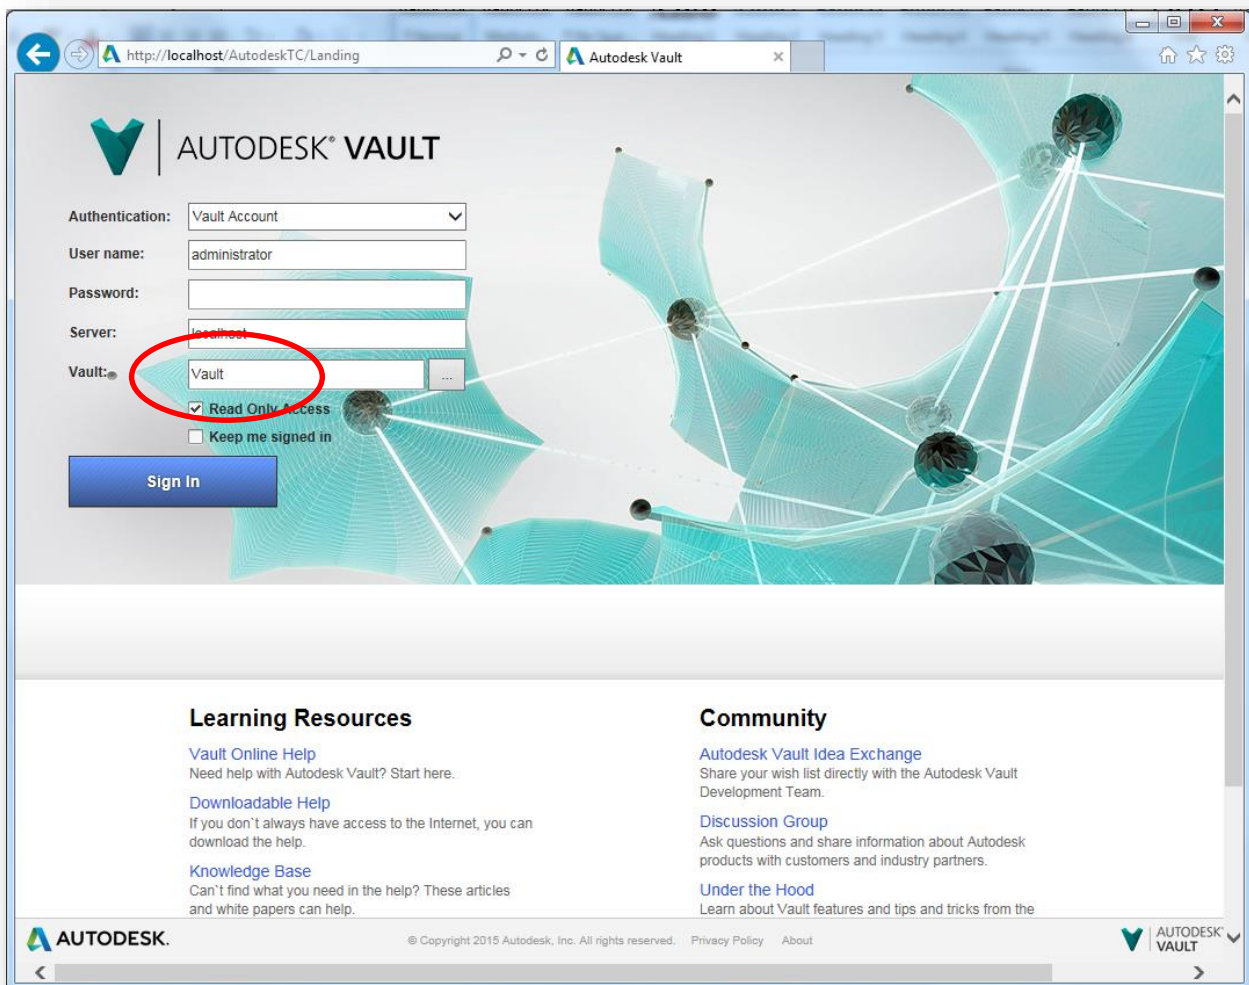 http://localhost/AutodeskTC/Landing
Autodesk Vault
AUTODESK® VAULT
Authentication: Vault Account
User name: administrator
Password:
Server: localhost
Vault: Vault ...
Read Only Access
Keep me signed in
Sign In
Learning Resources
Vault Online Help
Need help with Autodesk Vault? Start here.
Downloadable Help
If you don`t always have access to the Internet, you can
download the help.
Knowledge Base
Can`t find what you need in the help? These articles
and white papers can help.
Community
Autodesk Vault Idea Exchange
Share your wish list directly with the Autodesk Vault
Development Team.
Discussion Group
Ask questions and share information about Autodesk
products with customers and industry partners.
Under the Hood
Learn about Vault features and tips and tricks from the
AUTODESK.
© Copyright 2015 Autodesk, Inc. All rights reserved. Privacy Policy About
AUTODESK®
VAULT